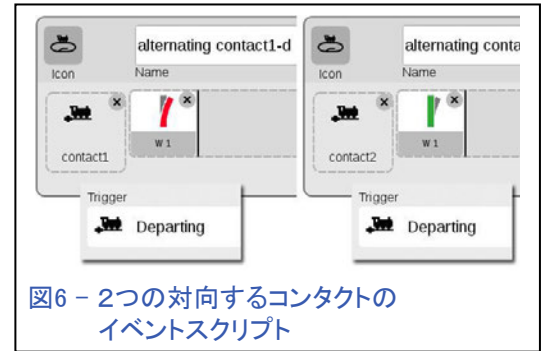 alternating contact1-d
Icon
Name
contact1
W 1
Trigger
Departing
alternating conta
Icon
Name
contact2
W 1
Trigger
Departing
図6 − 2つの対向するコンタクトの
イベントスクリプト